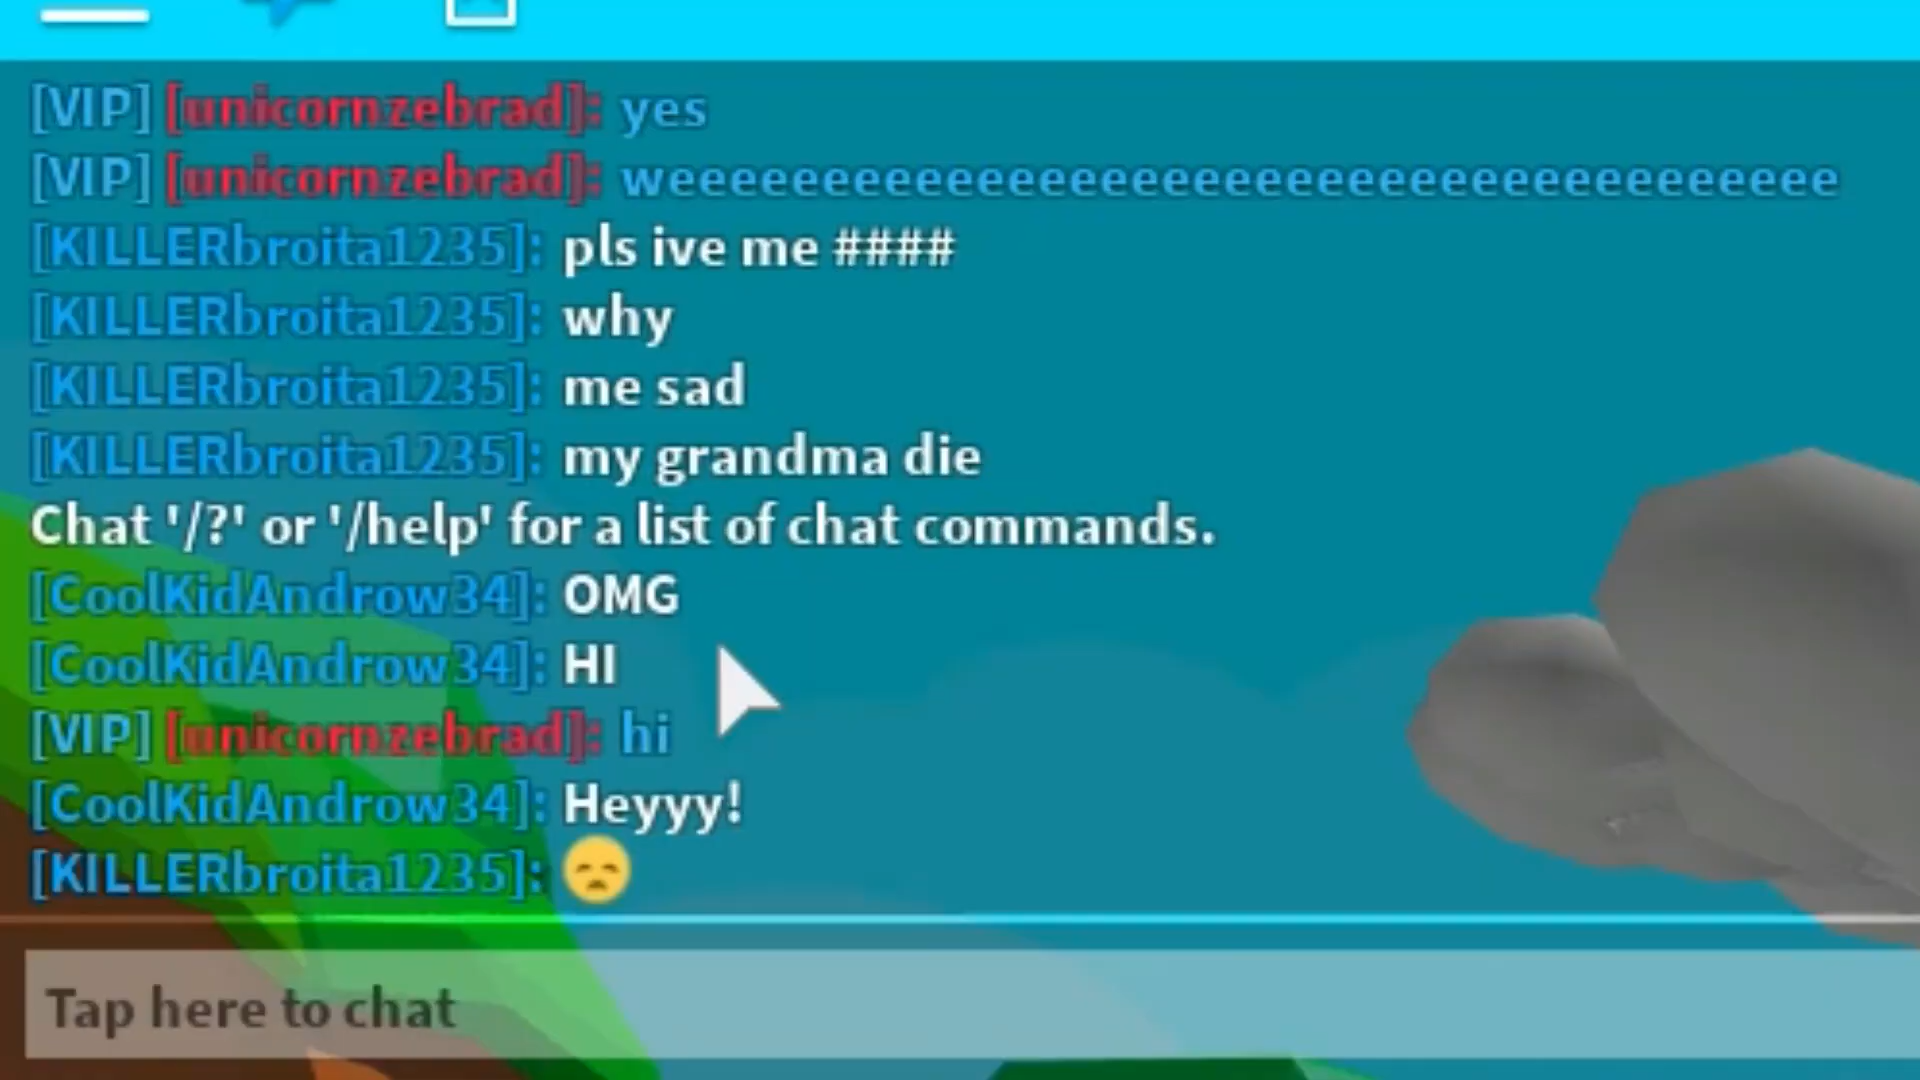 [VIP] [unicornzebrad]: yes
[VIP] [unicornzebrad]: weeeeeeeeeeeeeeeeeeeeeeeeeeeeeeeeeeeeee
[KILLERbroita1235]: pls ive me ####
[KILLERbroita1235]: why
[KILLERbroita1235]: me sad
[KILLERbroita1235]: my grandma die
Chat '/?' or '/help' for a list of chat commands.
[CoolKidAndrow34]: OMG
[CoolKidAndrow34]: HI
[VIP] [unicornzebrad]: hi
[CoolKidAndrow34]: Heyyy!
[KILLERbroita1235]: 😞
Tap here to chat